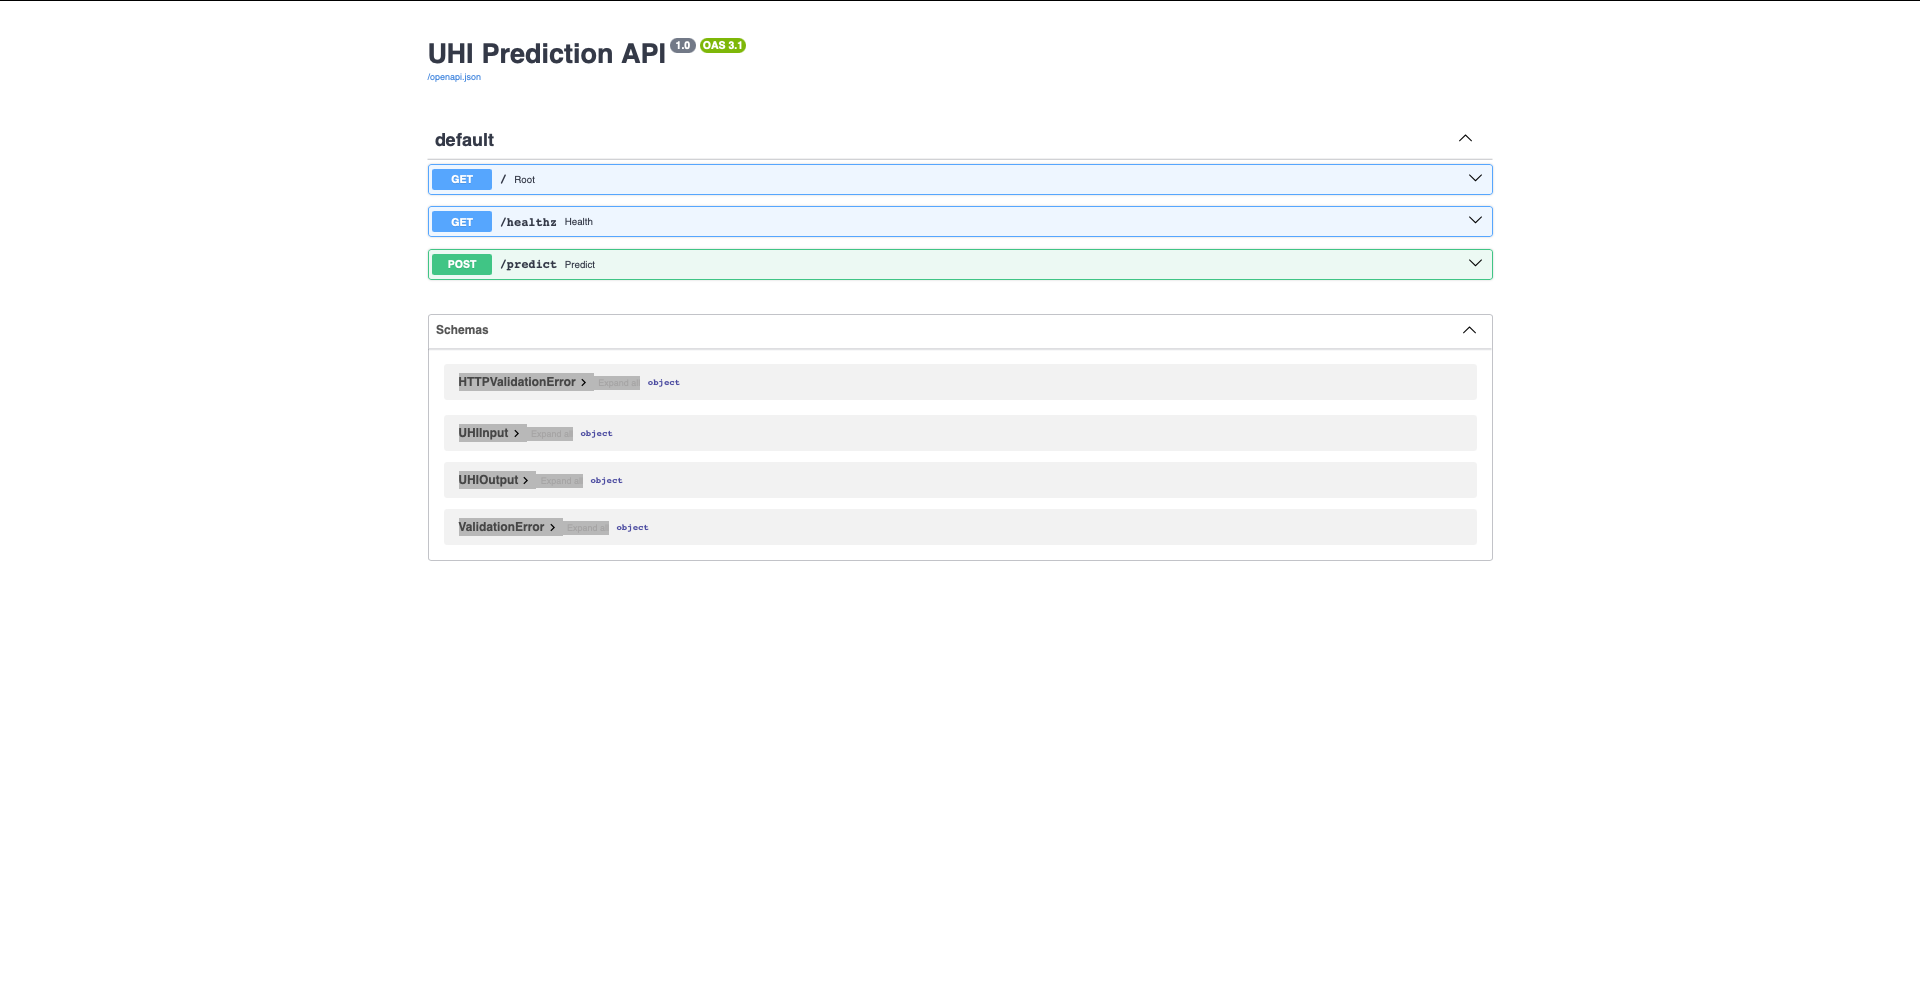 UHI Prediction API 1.0 OAS 3.1
/openapi.json
default
GET / Root
GET /healthz Health
POST /predict Predict
Schemas
HTTPValidationError Expand all object
UHIInput Expand all object
UHIOutput Expand all object
ValidationError Expand all object